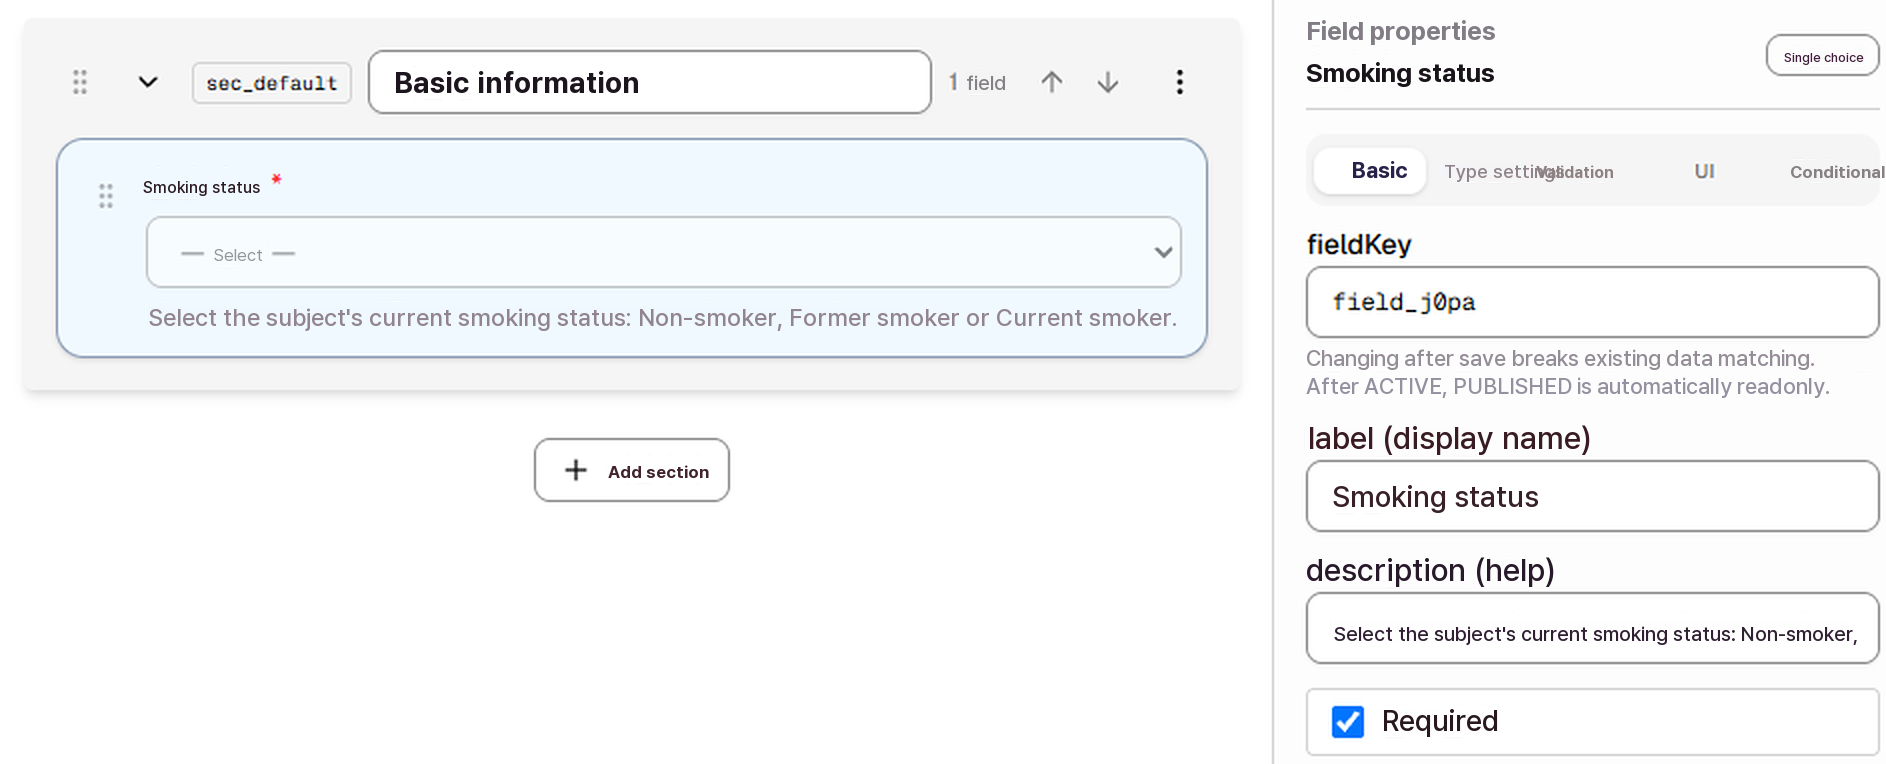 sec_default
Basic information
1 field
Smoking status *
— Select —
Select the subject's current smoking status: Non-smoker, Former smoker or Current smoker.
Add section
Field properties
Smoking status
Single choice
Basic
Type settings
Validation
UI
Conditional
fieldKey
field_j0pa
Changing after save breaks existing data matching.
After ACTIVE, PUBLISHED is automatically readonly.
label (display name)
Smoking status
description (help)
Select the subject's current smoking status: Non-smoker,
Required